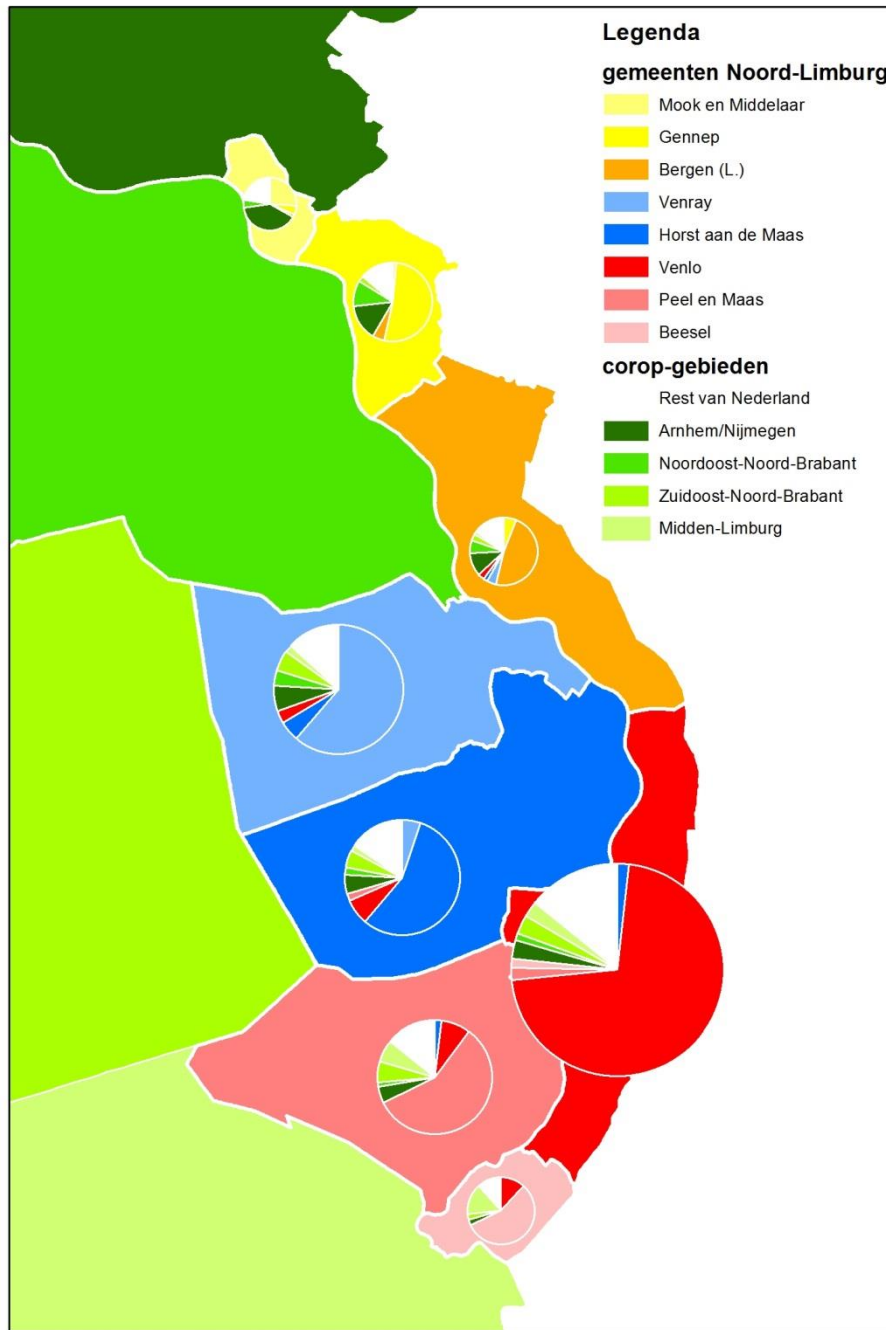 Legenda
gemeenten Noord-Limburg
Mook en Middelaar
Gennep
Bergen (L.)
Venray
Horst aan de Maas
Venlo
Peel en Maas
Beesel
corop-gebieden
Rest van Nederland
Arnhem/Nijmegen
Noordoost-Noord-Brabant
Zuidoost-Noord-Brabant
Midden-Limburg